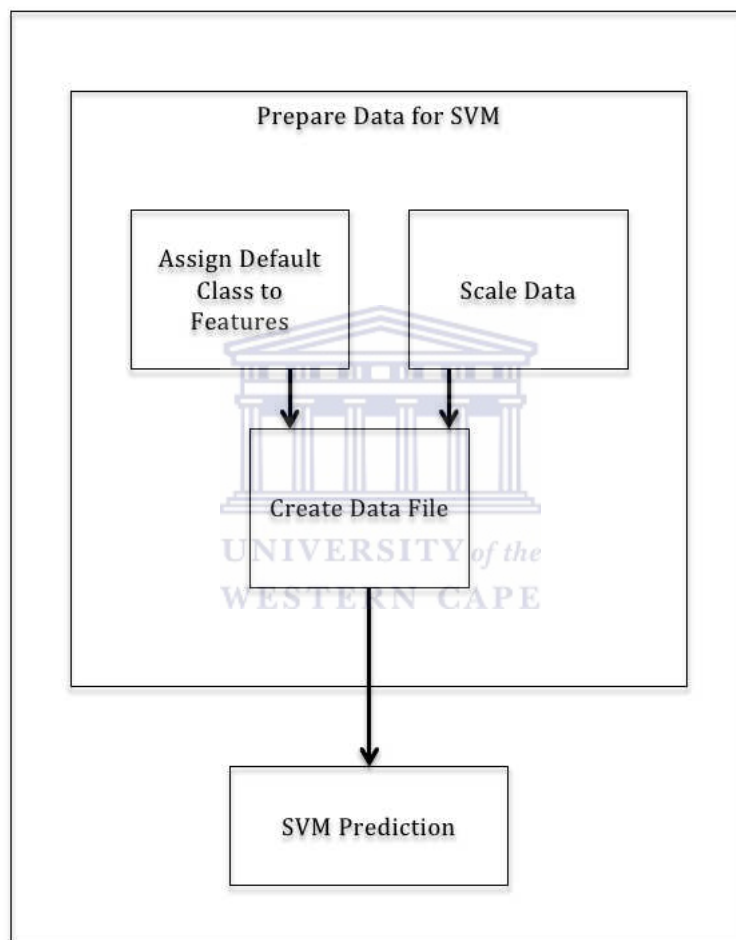 Prepare Data for SVM
Assign Default
Class to
Features
Scale Data
Create Data File
UNIVERSITY of the
WESTERN CAPE
SVM Prediction